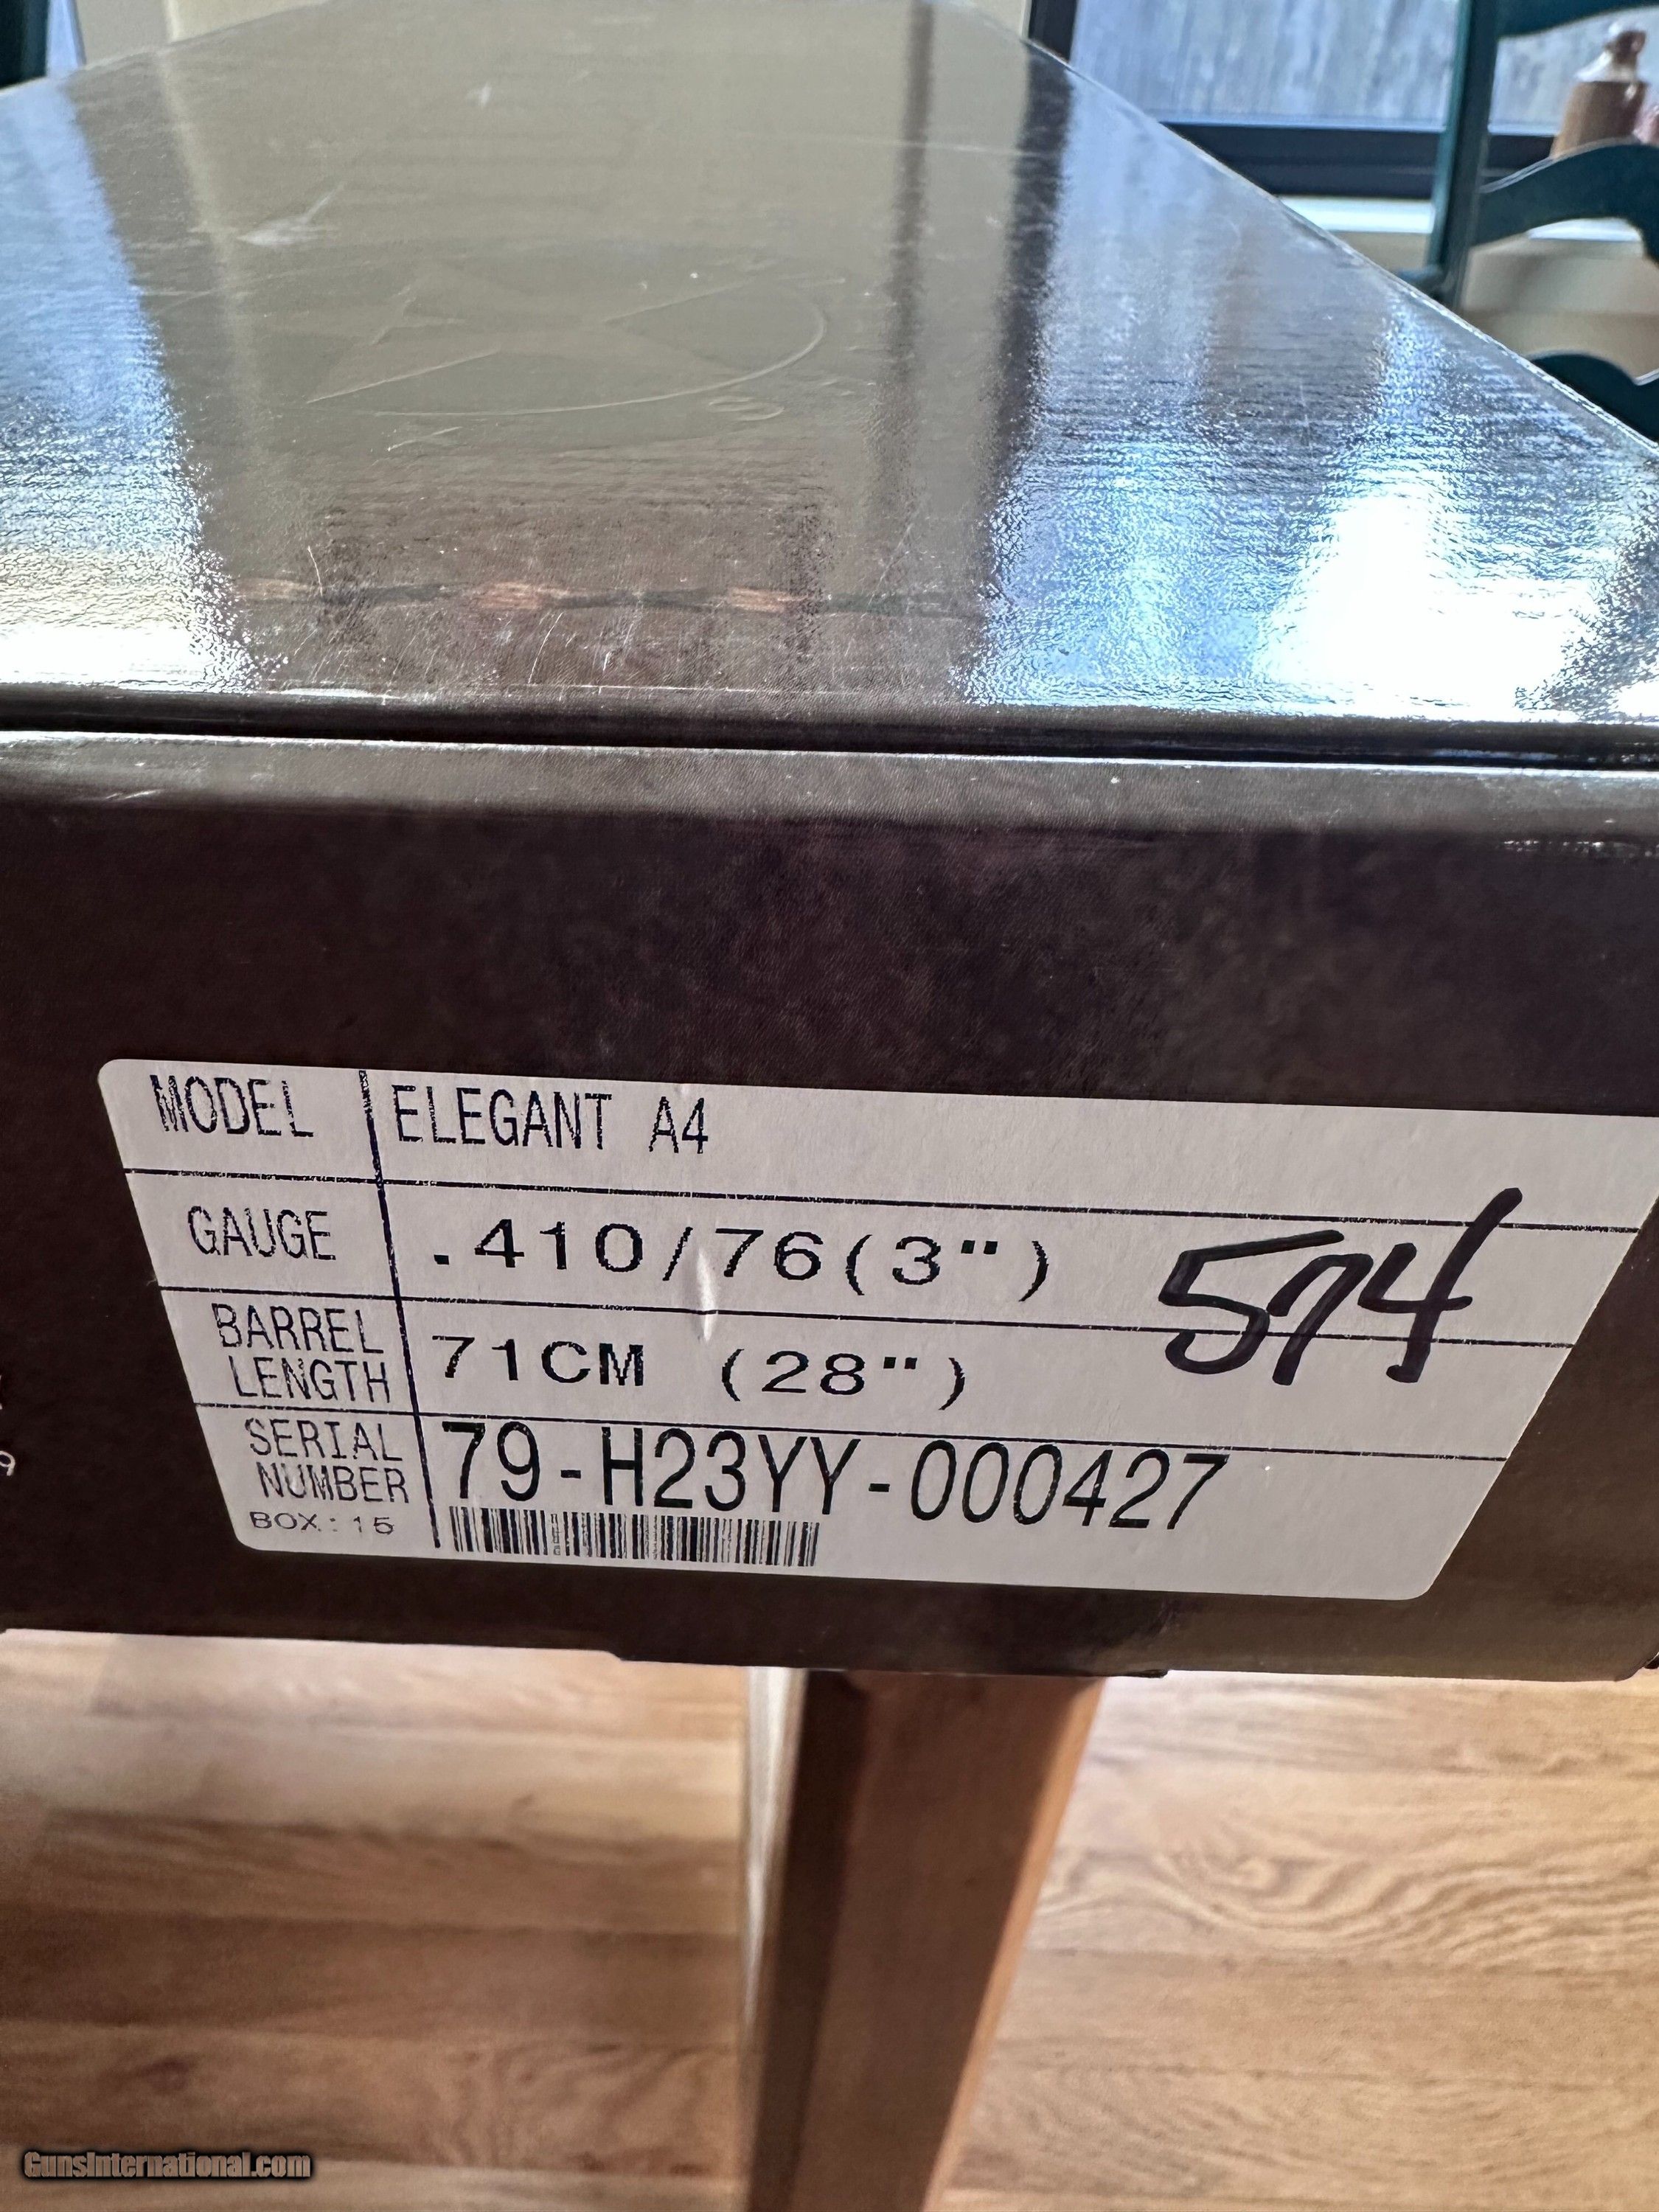 MODEL ELEGANT A4
GAUGE .410/76(3") 574
BARREL LENGTH 71CM (28")
SERIAL NUMBER 79-H23YY-000427
BOX: 15
9
GunsInternational.com